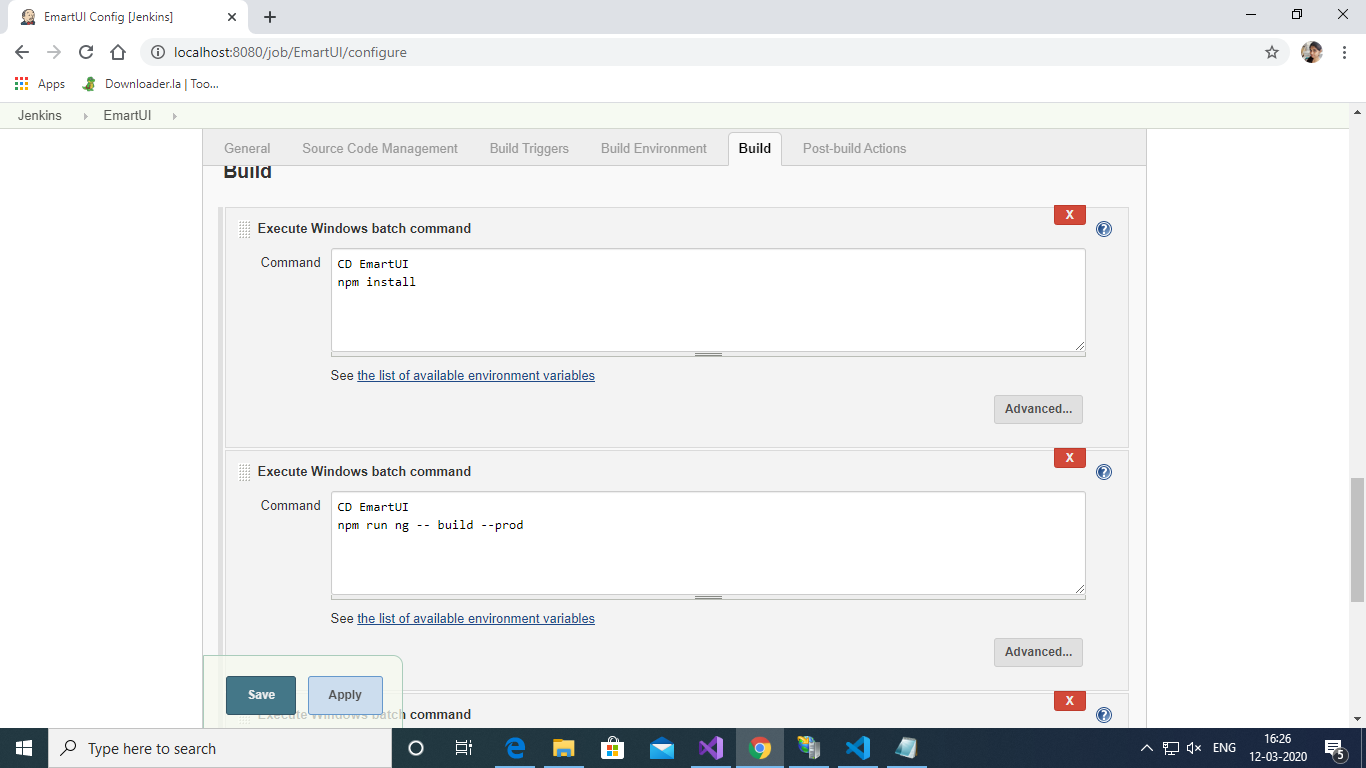 EmartUI Config [Jenkins]
localhost:8080/job/EmartUI/configure
Apps
Downloader.la | Too...
Jenkins
EmartUI
General
Source Code Management
Build Triggers
Build Environment
Build
Post-build Actions
Build
X
Execute Windows batch command
?
Command
CD EmartUI
npm install
See the list of available environment variables
Advanced...
X
Execute Windows batch command
?
Command
CD EmartUI
npm run ng -- build --prod
See the list of available environment variables
Advanced...
Save
Apply
X
Execute Windows batch command
?
Type here to search
ENG
16:26
12-03-2020
5